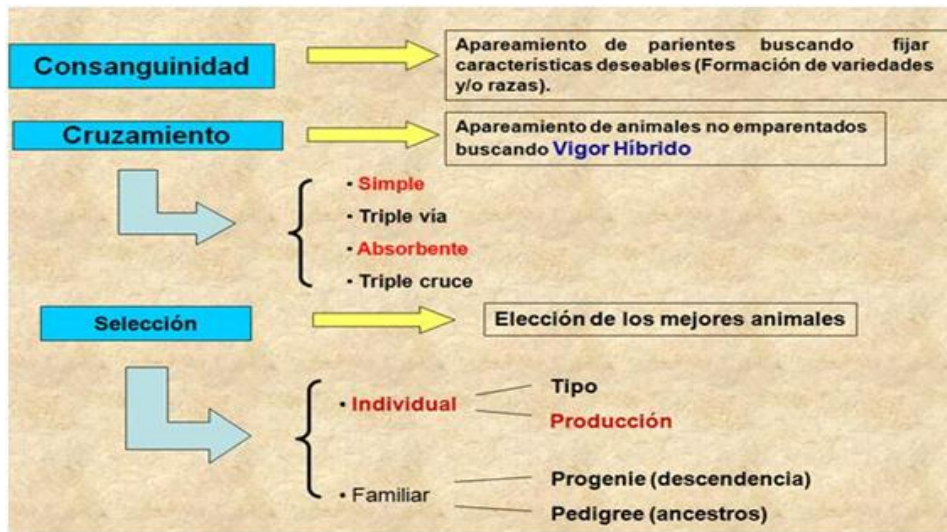 Consanguinidad
Apareamiento de parientes buscando fijar
características deseables (Formación de variedades
y/o razas).
Cruzamiento
Apareamiento de animales no emparentados
buscando Vigor Híbrido
• Simple
• Triple vía
• Absorbente
• Triple cruce
Selección
Elección de los mejores animales
• Individual
Tipo
Producción
• Familiar
Progenie (descendencia)
Pedigree (ancestros)